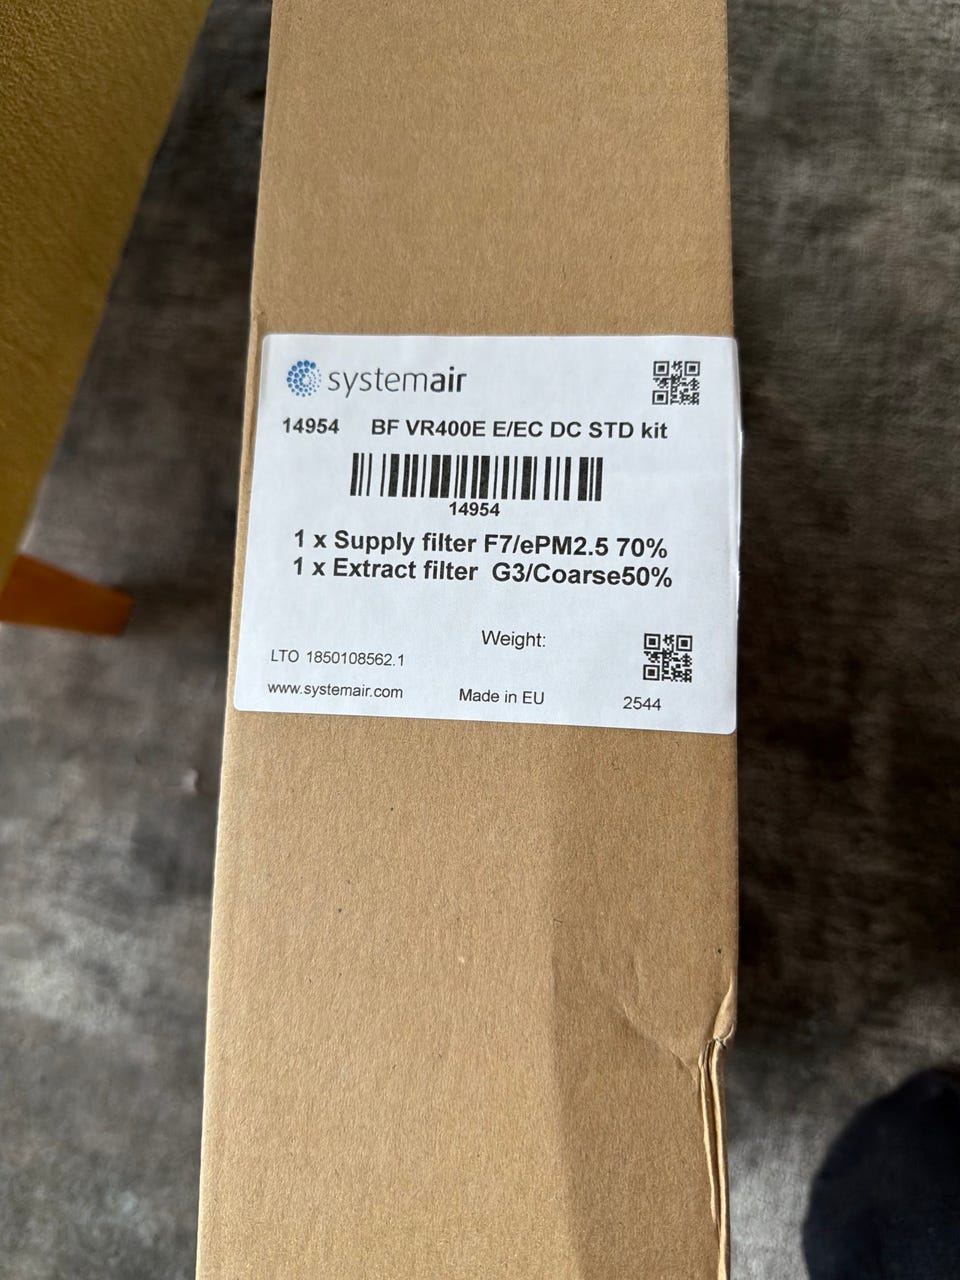 systemair
14954 BF VR400E E/EC DC STD kit
14954
1 x Supply filter F7/ePM2.5 70%
1 x Extract filter G3/Coarse50%
Weight:
LTO 1850108562.1
www.systemair.com Made in EU 2544